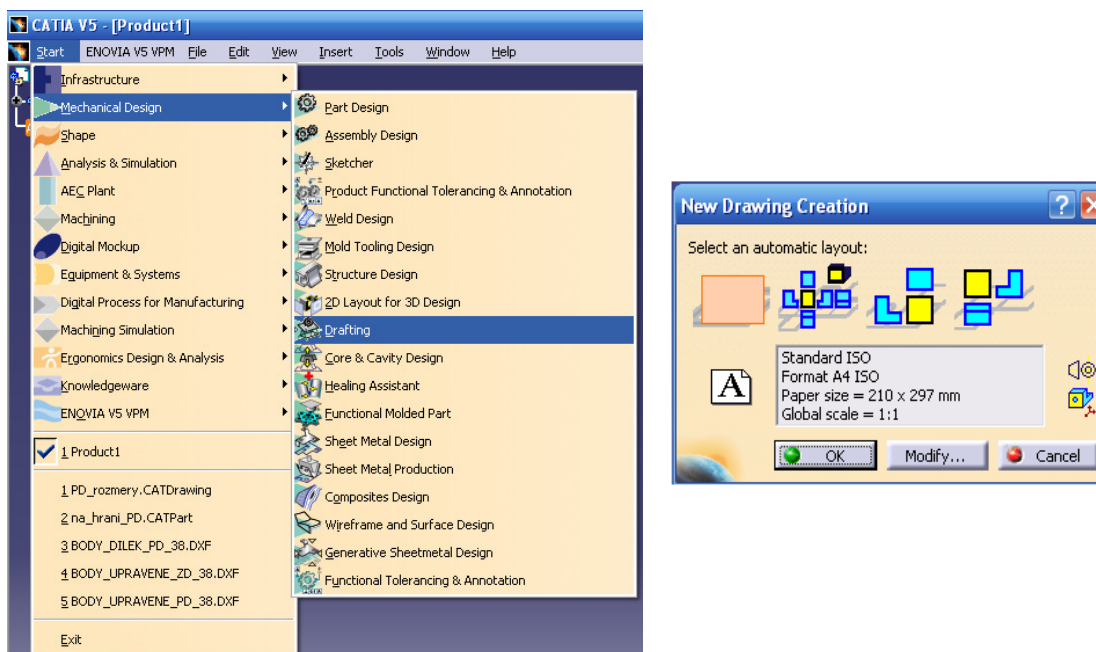 CATIA V5 - [Product1]
Start ENOVIA V5 VPM File Edit View Insert Tools Window Help
Infrastructure
Mechanical Design
Shape
Analysis & Simulation
AEC Plant
Machining
Digital Mockup
Equipment & Systems
Digital Process for Manufacturing
Machining Simulation
Ergonomics Design & Analysis
Knowledgeware
ENOVIA V5 VPM
1 Product1
1 PD_rozmery.CATDrawing
2 na_hrani_PD.CATPart
3 BODY_DILEK_PD_38.DXF
4 BODY_UPRAVENE_ZD_38.DXF
5 BODY_UPRAVENE_PD_38.DXF
Exit
Part Design
Assembly Design
Sketcher
Product Functional Tolerancing & Annotation
Weld Design
Mold Tooling Design
Structure Design
2D Layout for 3D Design
Drafting
Core & Cavity Design
Healing Assistant
Functional Molded Part
Sheet Metal Design
Sheet Metal Production
Composites Design
Wireframe and Surface Design
Generative Sheetmetal Design
Functional Tolerancing & Annotation
New Drawing Creation
Select an automatic layout:
A
Standard ISO
Format A4 ISO
Paper size = 210 x 297 mm
Global scale = 1:1
OK Modify... Cancel